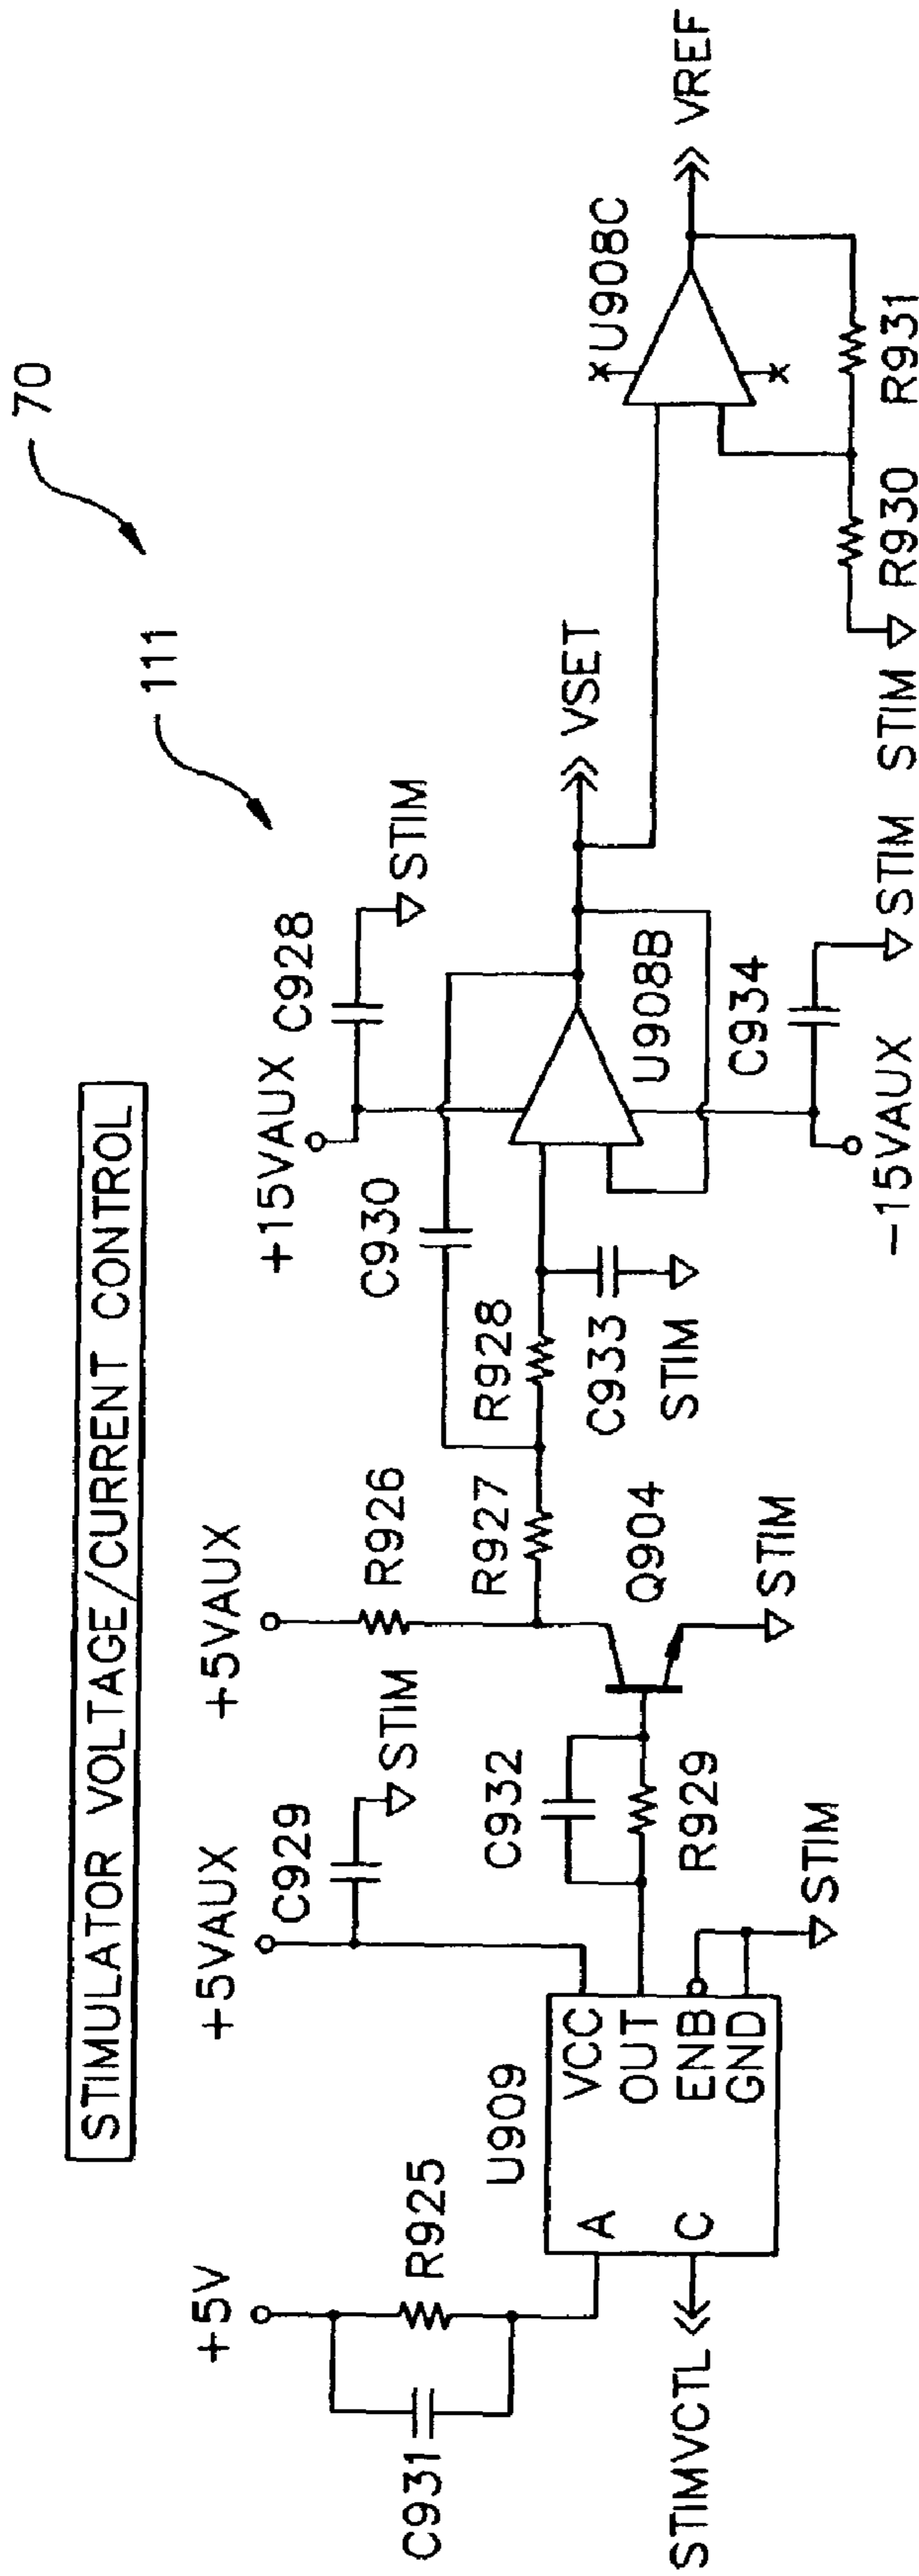 STIMULATOR VOLTAGE/CURRENT CONTROL
70
111
+5V
C931
R925
A
C
STIMVCTL
U909
VCC
OUT
ENB
GND
STIM
+5VAUX
C929
STIM
C932
R929
+5VAUX
R926
R927
Q904
STIM
R928
C933
STIM
C930
+15VAUX
C928
STIM
U908B
C934
-15VAUX
STIM
VSET
U908C
VREF
R930
R931
STIM